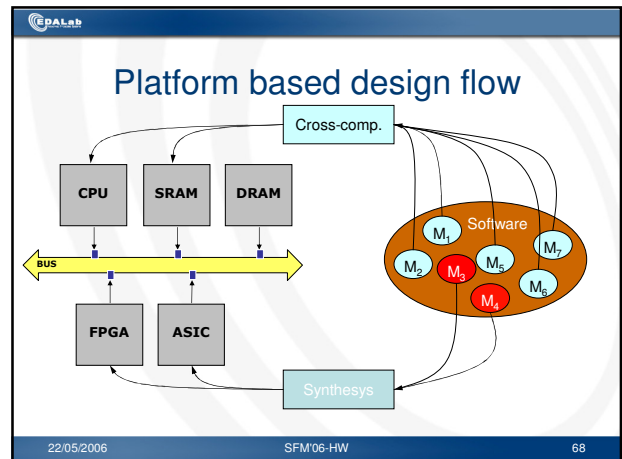 EDALab
Platform based design flow
Cross-comp.
CPU
SRAM
DRAM
BUS
FPGA
ASIC
Software
M1
M2
M3
M5
M7
M4
M6
Synthesys
22/05/2006
SFM'06-HW
68